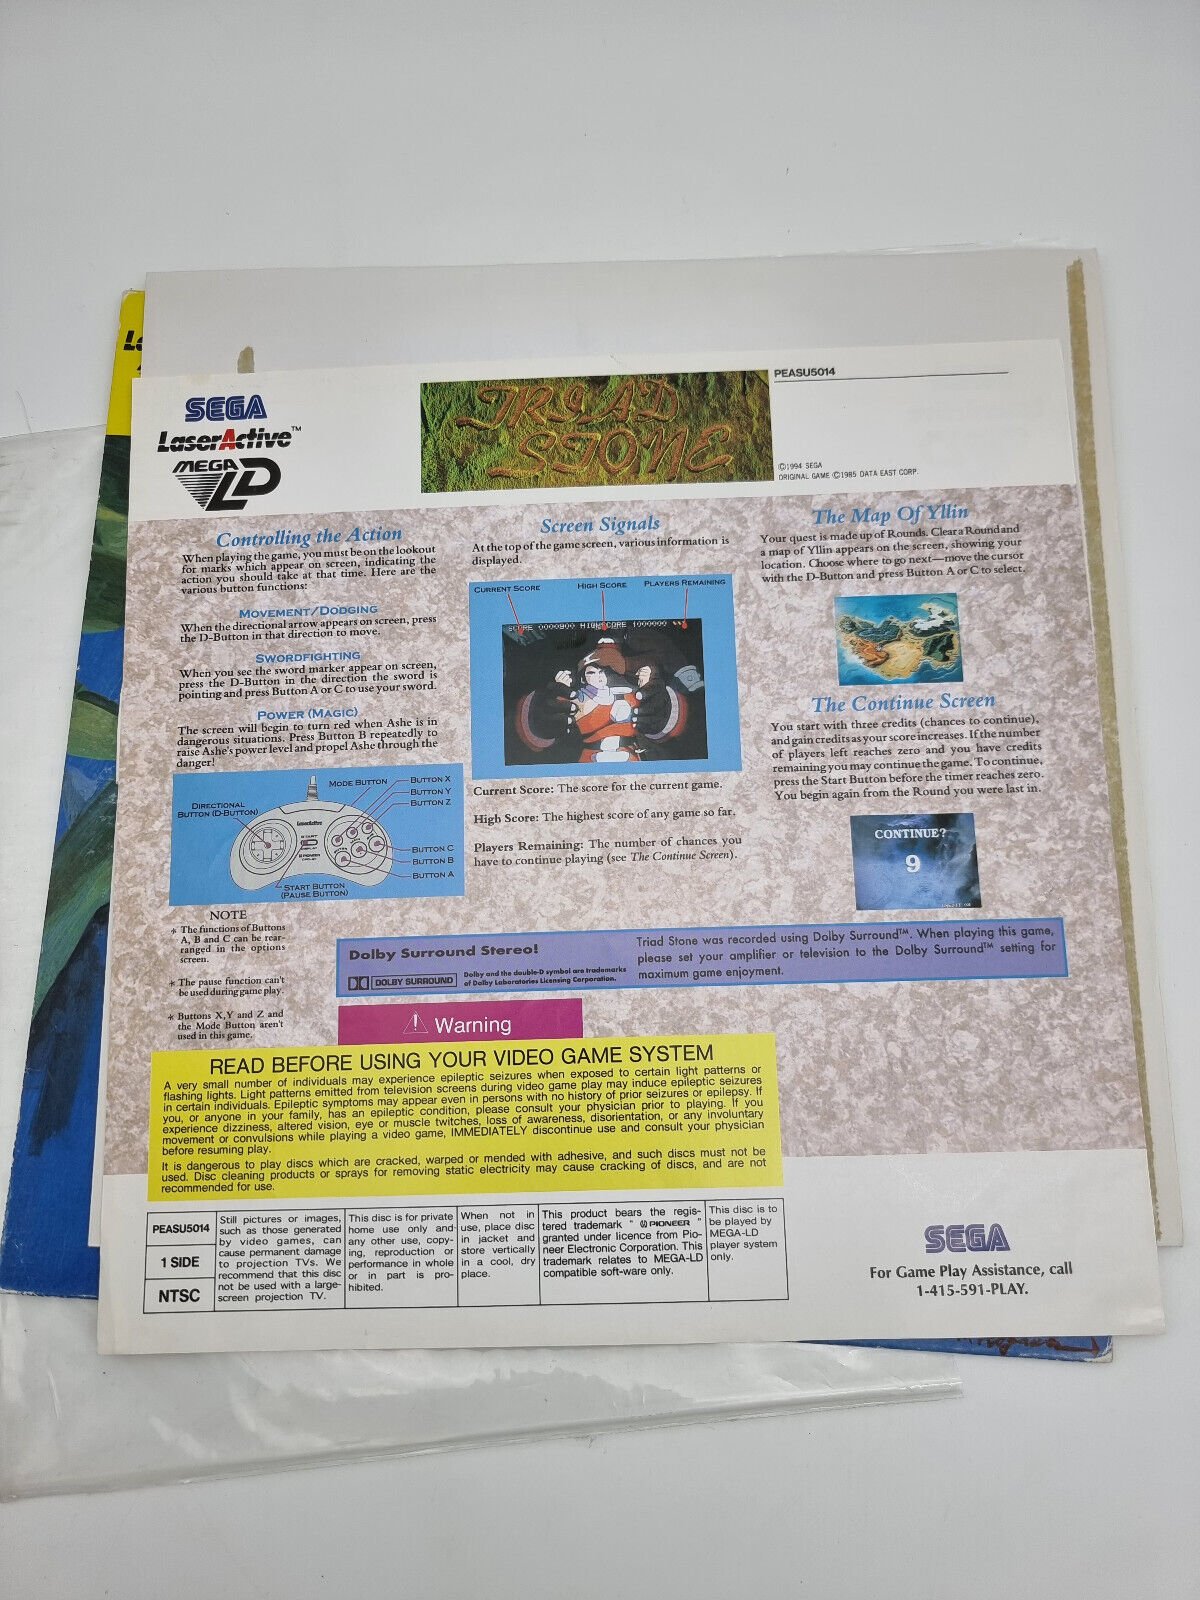 SEGA
LaserActive™
MEGA LD
TRIAD
STONE
PEASU5014
©1994 SEGA
ORIGINAL GAME ©1985 DATA EAST CORP.
Controlling the Action
When playing the game, you must be on the lookout
for marks which appear on screen, indicating the
action you should take at that time. Here are the
various button functions:
MOVEMENT/DODGING
When the directional arrow appears on screen, press
the D-Button in that direction to move.
SWORDFIGHTING
When you see the sword marker appear on screen,
press the D-Button in the direction the sword is
pointing and press Button A or C to use your sword.
POWER (MAGIC)
The screen will begin to turn red when Ashe is in
dangerous situations. Press Button B repeatedly to
raise Ashe's power level and propel Ashe through the
danger!
DIRECTIONAL
BUTTON (D-BUTTON)
MODE BUTTON
BUTTON X
BUTTON Y
BUTTON Z
BUTTON C
BUTTON B
BUTTON A
LaserActive
START
START BUTTON
(PAUSE BUTTON)
NOTE
* The functions of Buttons
A, B and C can be rear-
ranged in the options
screen.
* The pause function can't
be used during game play.
* Buttons X,Y and Z and
the Mode Button aren't
used in this game.
Screen Signals
At the top of the game screen, various information is
displayed.
CURRENT SCORE
HIGH SCORE
PLAYERS REMAINING
SCORE 0000800 HIGH SCORE 1000000
Current Score: The score for the current game.
High Score: The highest score of any game so far.
Players Remaining: The number of chances you
have to continue playing (see The Continue Screen).
The Map Of Yllin
Your quest is made up of Rounds. Clear a Round and
a map of Yllin appears on the screen, showing your
location. Choose where to go next—move the cursor
with the D-Button and press Button A or C to select.
The Continue Screen
You start with three credits (chances to continue),
and gain credits as your score increases. If the number
of players left reaches zero and you have credits
remaining you may continue the game. To continue,
press the Start Button before the timer reaches zero.
You begin again from the Round you were last in.
CONTINUE?
9
Dolby Surround Stereo!
DOLBY SURROUND
Dolby and the double-D symbol are trademarks
of Dolby Laboratories Licensing Corporation.
Triad Stone was recorded using Dolby Surround™. When playing this game,
please set your amplifier or television to the Dolby Surround™ setting for
maximum game enjoyment.
Warning
READ BEFORE USING YOUR VIDEO GAME SYSTEM
A very small number of individuals may experience epileptic seizures when exposed to certain light patterns or
flashing lights. Light patterns emitted from television screens during video game play may induce epileptic seizures
in certain individuals. Epileptic symptoms may appear even in persons with no history of prior seizures or epilepsy. If
you, or anyone in your family, has an epileptic condition, please consult your physician prior to playing. If you
experience dizziness, altered vision, eye or muscle twitches, loss of awareness, disorientation, or any involuntary
movement or convulsions while playing a video game, IMMEDIATELY discontinue use and consult your physician
before resuming play.
It is dangerous to play discs which are cracked, warped or mended with adhesive, and such discs must not be
used. Disc cleaning products or sprays for removing static electricity may cause cracking of discs, and are not
recommended for use.
PEASU5014
1 SIDE
NTSC
Still pictures or images,
such as those generated
by video games, can
cause permanent damage
to projection TVs. We
recommend that this disc
not be used with a large-
screen projection TV.
This disc is for private
home use only and
any other use, copy-
ing, reproduction or
performance in whole
or in part is pro-
hibited.
When not in
use, place disc
in jacket and
store vertically
in a cool, dry
place.
This product bears the regis-
tered trademark " PIONEER "
granted under licence from Pio-
neer Electronic Corporation. This
trademark relates to MEGA-LD
compatible soft-ware only.
This disc is to
be played by
MEGA-LD
player system
only.
SEGA
For Game Play Assistance, call
1-415-591-PLAY.